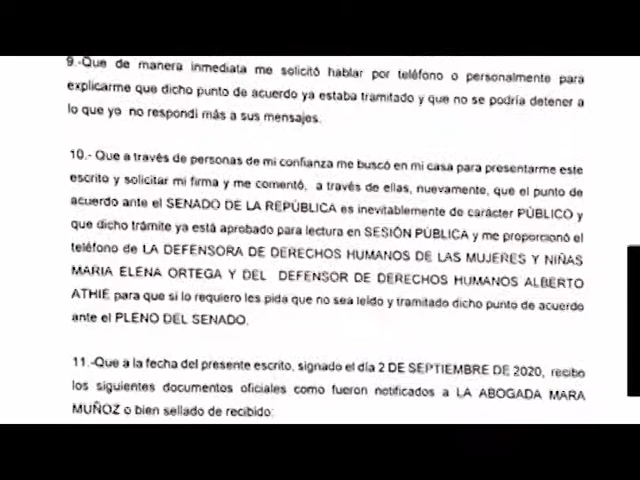 9.-Que de manera inmediata me solicitó hablar por teléfono o personalmente para
explicarme que dicho punto de acuerdo ya estaba tramitado y que no se podría detener a
lo que yo no respondi más a sus mensajes.
10.- Que a través de personas de mi confianza me buscó en mi casa para presentarme este
escrito y solicitar mi firma y me comentó, a través de ellas, nuevamente, que el punto de
acuerdo ante el SENADO DE LA REPÚBLICA es inevitablemente de carácter PÚBLICO y
que dicho trámite ya está aprobado para lectura en SESIÓN PÚBLICA y me proporcionó el
teléfono de LA DEFENSORA DE DERECHOS HUMANOS DE LAS MUJERES Y NIÑAS
MARIA ELENA ORTEGA Y DEL DEFENSOR DE DERECHOS HUMANOS ALBERTO
ATHIÉ para que si lo requiero les pida que no sea leído y tramitado dicho punto de acuerdo
ante el PLENO DEL SENADO.
11.-Que a la fecha del presente escrito, signado el día 2 DE SEPTIEMBRE DE 2020, recibo
los siguientes documentos oficiales como fueron notificados a LA ABOGADA MARA
MUÑOZ o bien sellado de recibido: